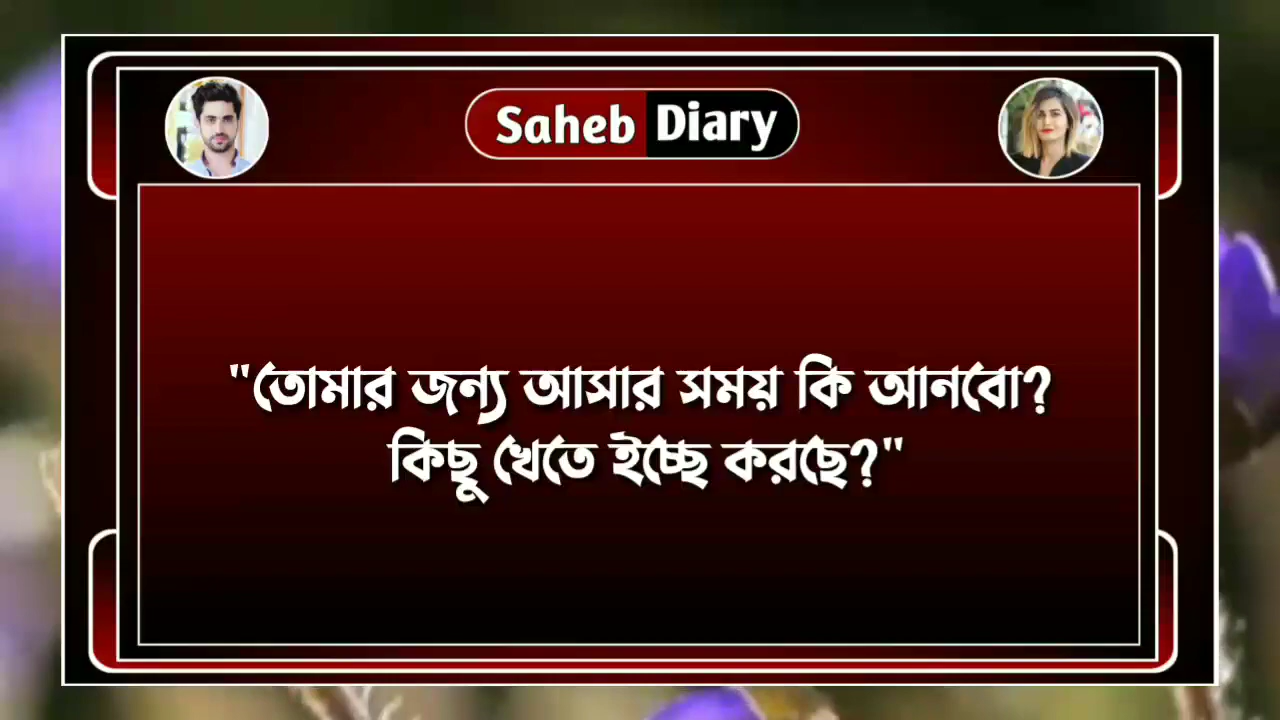 Saheb Diary
"তোমার জন্য আসার সময় কি আনবো?
কিছু খেতে ইচ্ছে করছে?"